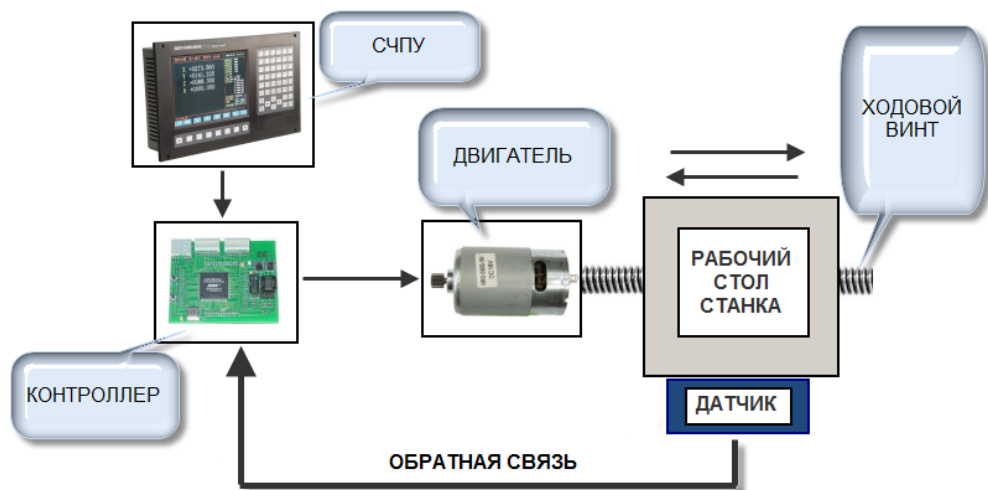 СЧПУ
ХОДОВОЙ
ВИНТ
ДВИГАТЕЛЬ
РАБОЧИЙ
СТОЛ
СТАНКА
КОНТРОЛЛЕР
ДАТЧИК
ОБРАТНАЯ СВЯЗЬ